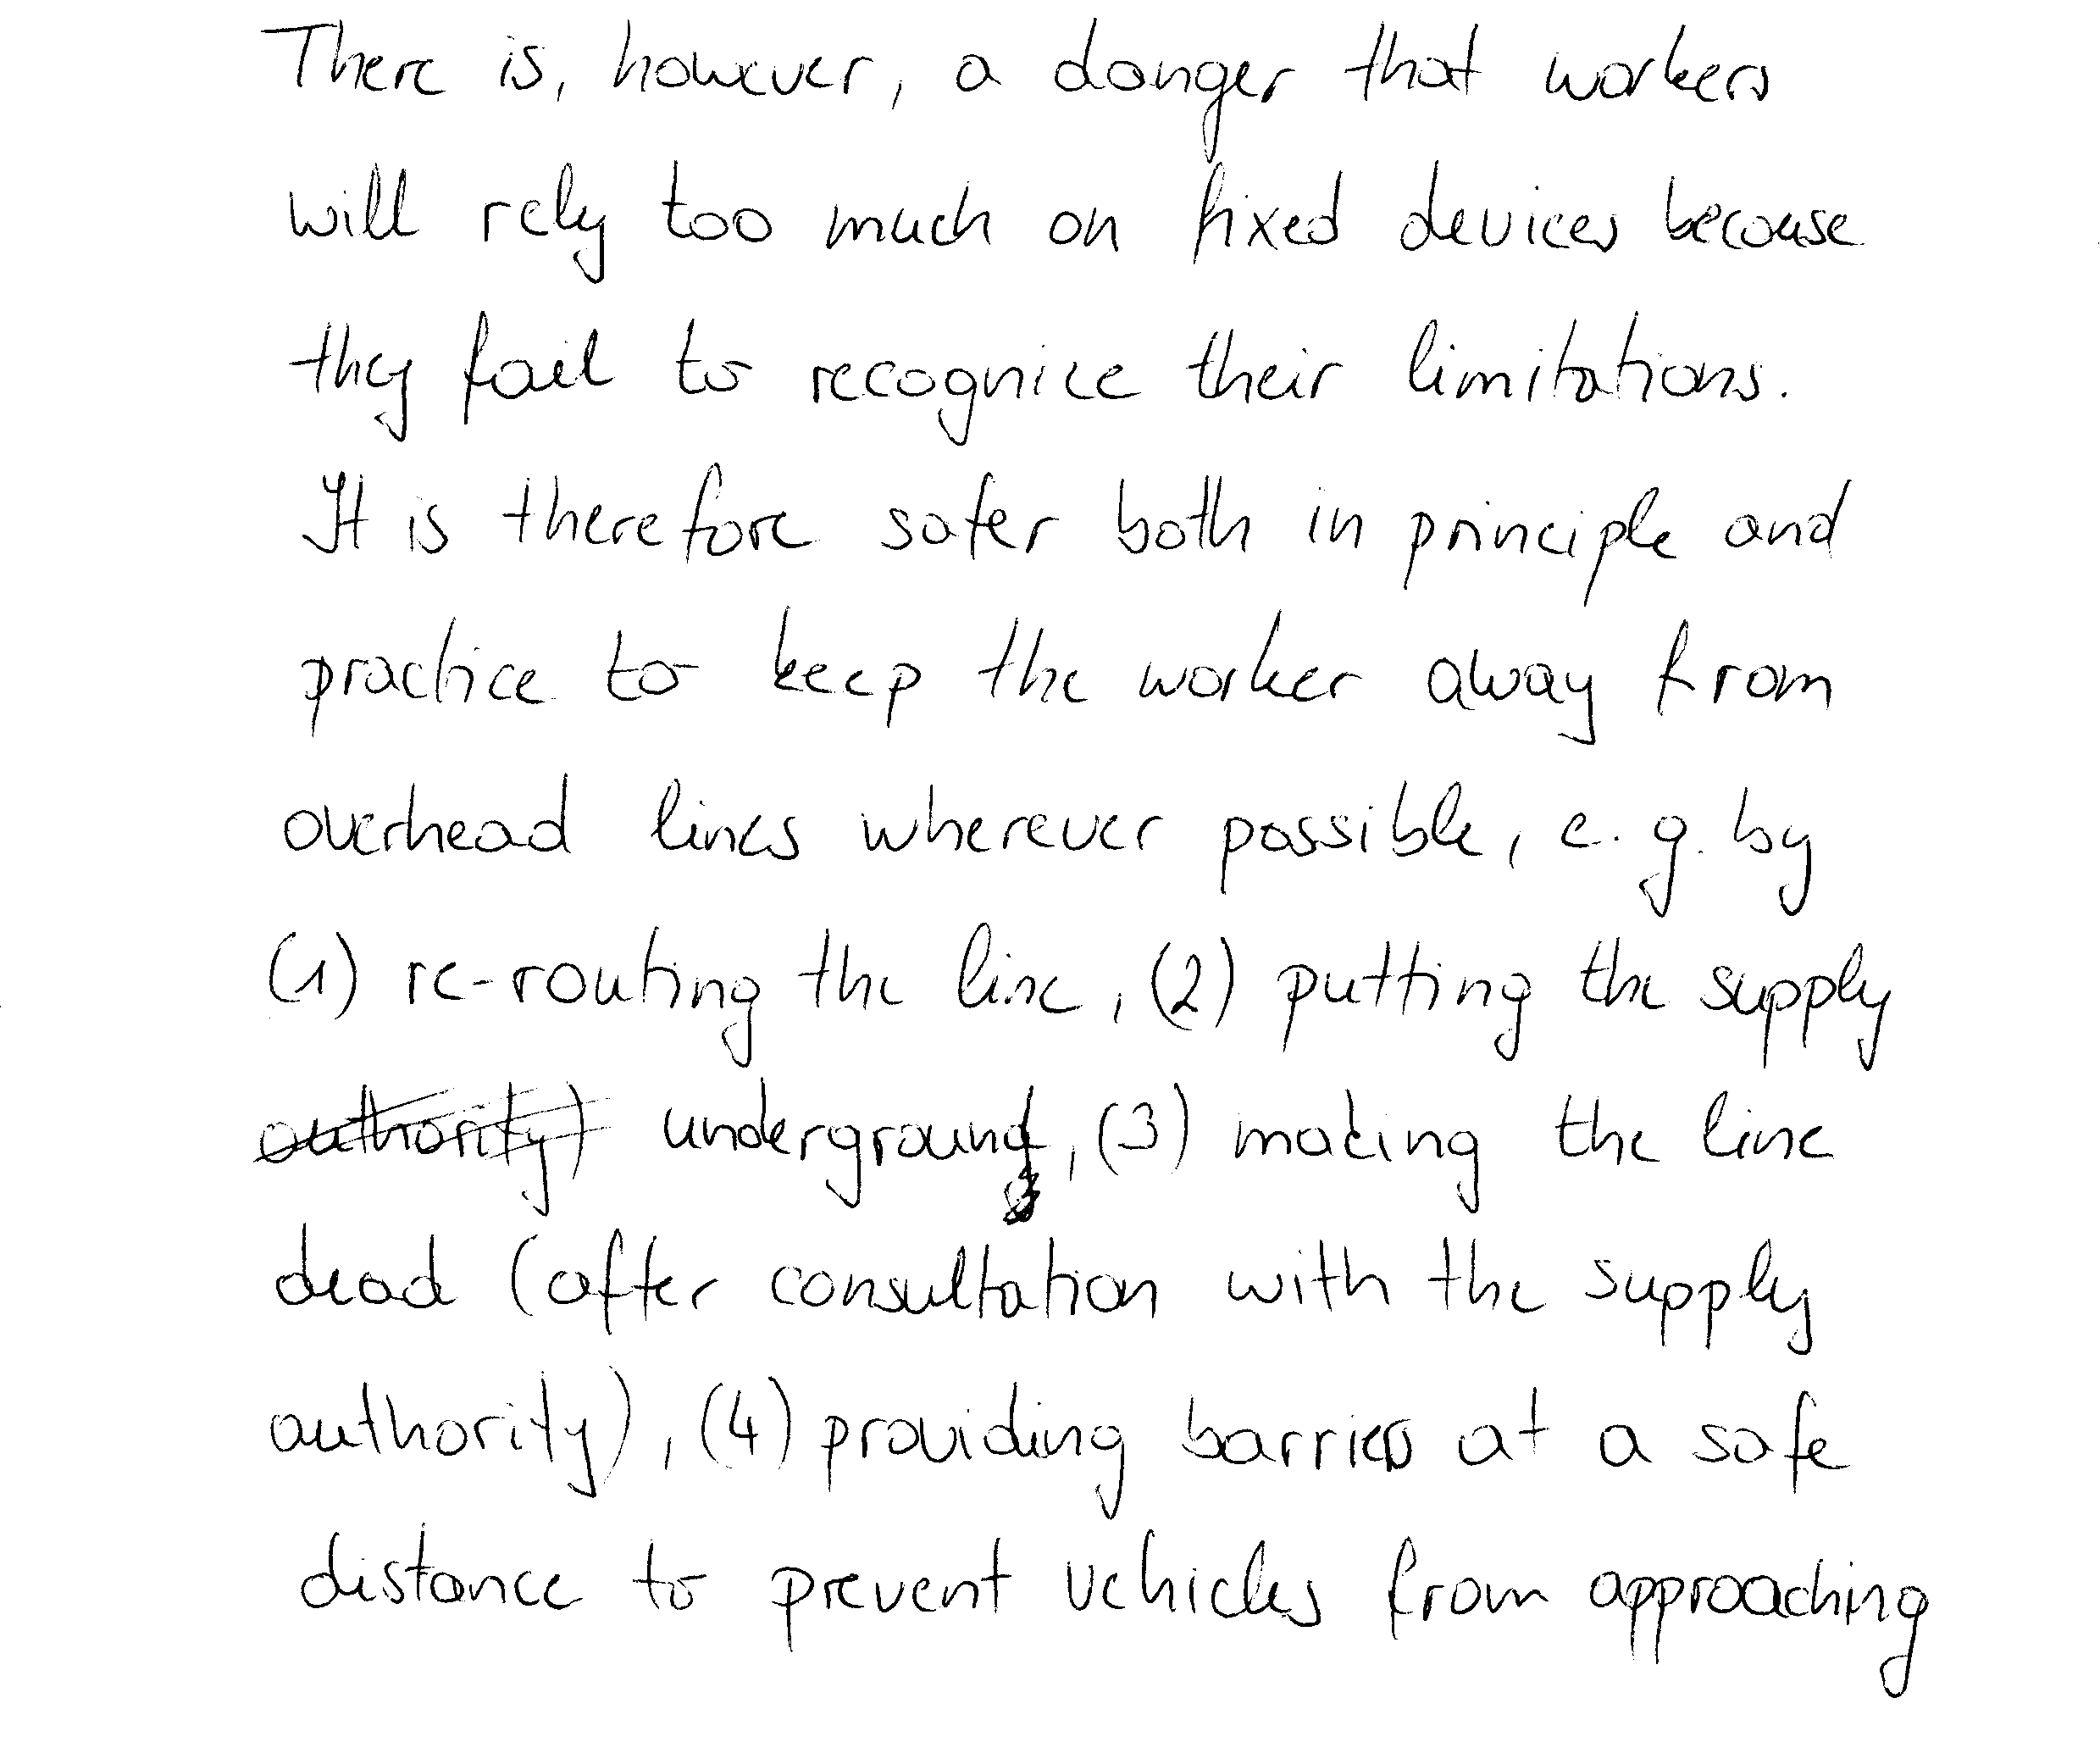 There is, however, a danger that workers
will rely too much on fixed devices because
they fail to recognice their limitations.
It is therefore safer both in principle and
practice to keep the worker away from
overhead lines wherever possible, e.g. by
(1) re-routing the line, (2) putting the supply
authority) underground, (3) making the line
dead (after consultation with the supply
authority), (4) providing barriers at a safe
distance to prevent vehicles from approaching